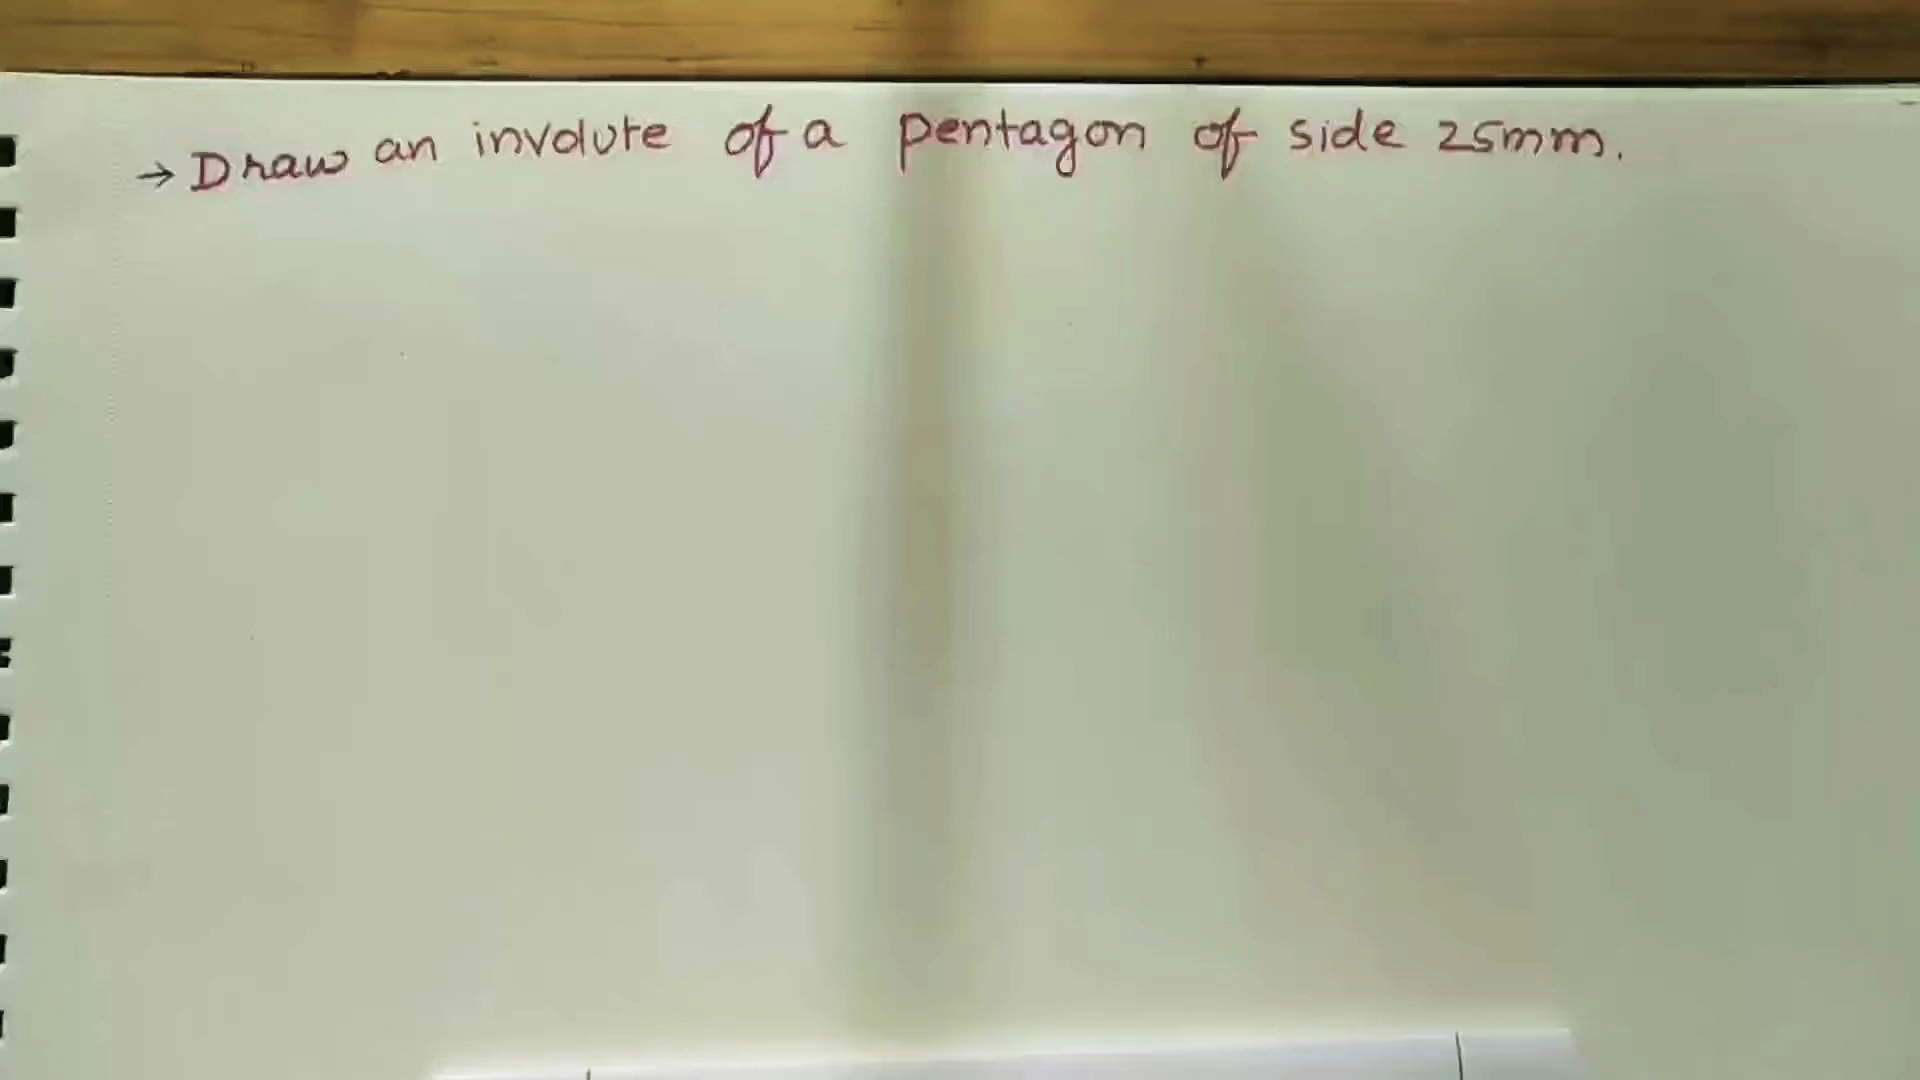 → Draw an involute of a pentagon of side 25mm.